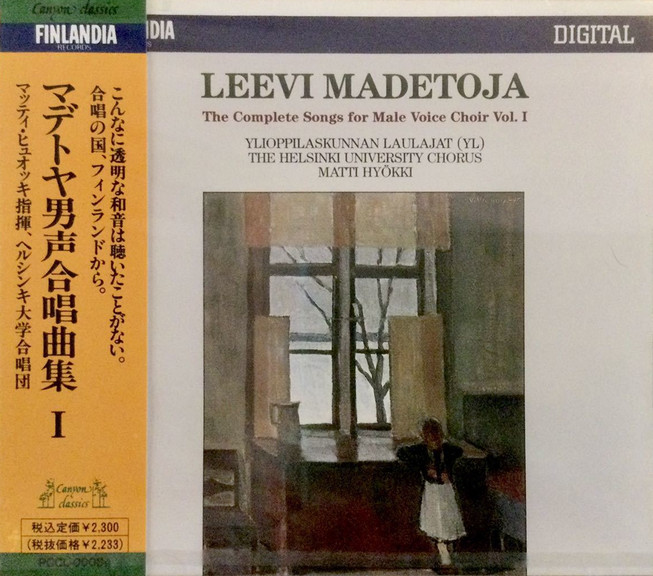 Canyon classics
FINLANDIA
RECORDS
こんなに透明な和音は聴いたことがない。
合唱の国、フィンランドから。
マデトヤ男声合唱曲集 I
マッティ・ヒュオッキ指揮、ヘルシンキ大学合唱団
Canyon
classics
税込定価¥2,300
(税抜価格¥2,233)
DIA
DIGITAL
LEEVI MADETOJA
The Complete Songs for Male Voice Choir Vol. I
YLIOPPILASKUNNAN LAULAJAT (YL)
THE HELSINKI UNIVERSITY CHORUS
MATTI HYÖKKI